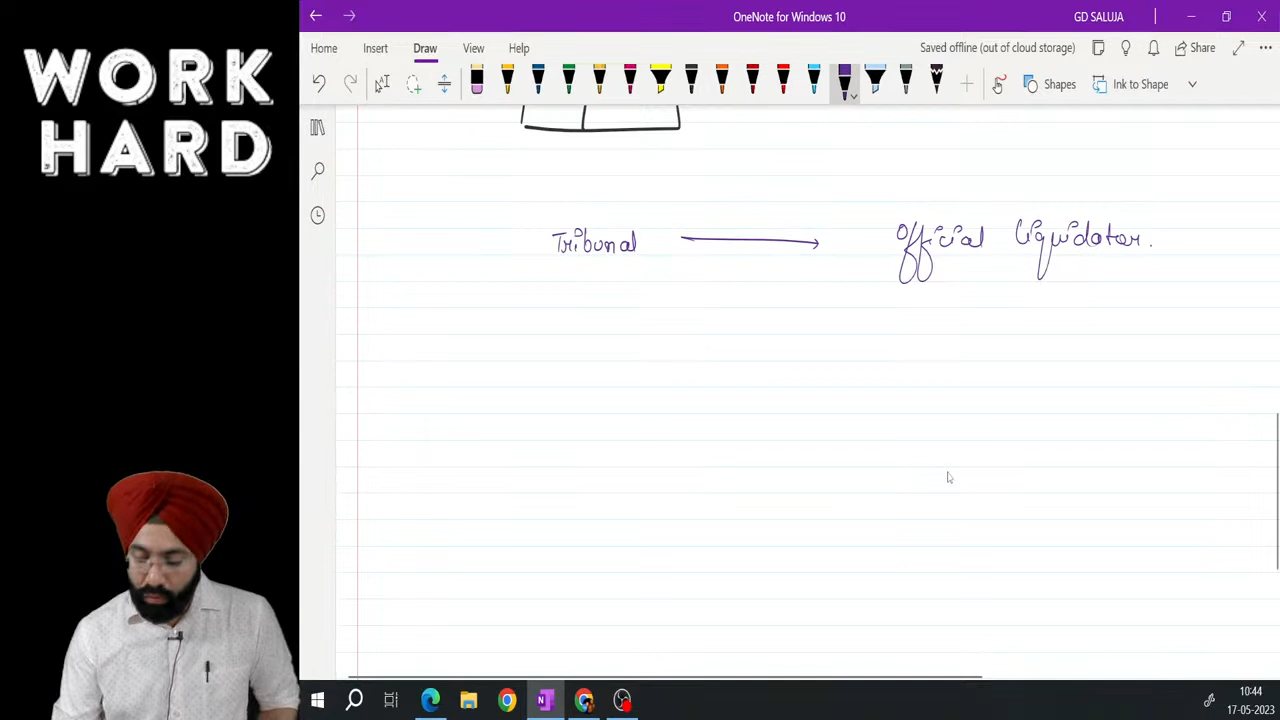 WORK
HARD
OneNote for Windows 10
GD SALUJA
Home Insert Draw View Help
Saved offline (out of cloud storage)
Share
Shapes
Ink to Shapes
Tribunal → Official liquidator.
10:44
17-05-2023